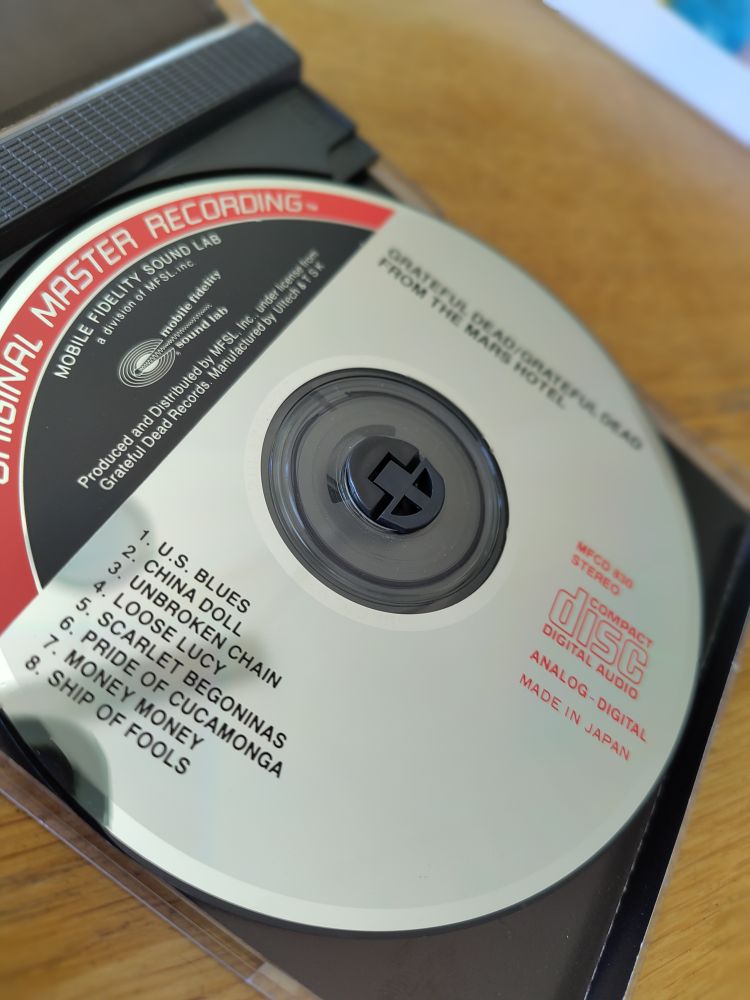 ORIGINAL MASTER RECORDING™
MOBILE FIDELITY SOUND LAB
a division of MFSL, inc.
mobile fidelity
sound lab
Produced and Distributed by MFSL, Inc., under license from
Grateful Dead Records. Manufactured by Ultech &
GRATEFUL DEAD/GRATEFUL DEAD
FROM THE MARS HOTEL
1. U.S. BLUES
2. CHINA DOLL
3. UNBROKEN CHAIN
4. LOOSE LUCY
5. SCARLET BEGONINAS
6. PRIDE OF CUCAMONGA
7. MONEY MONEY
8. SHIP OF FOOLS
MFCD 830
STEREO
COMPACT
disc
DIGITAL AUDIO
ANALOG-DIGITAL
MADE IN JAPAN